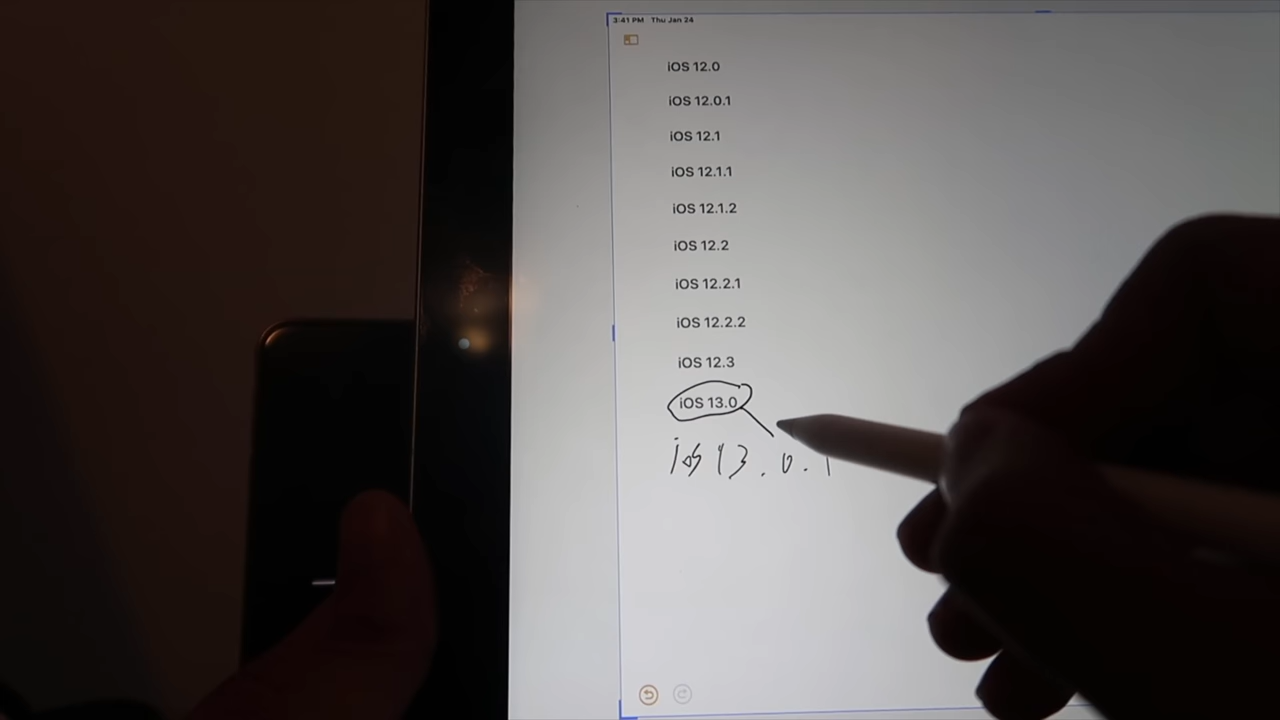 3:41 PM Thu Jan 24
iOS 12.0
iOS 12.0.1
iOS 12.1
iOS 12.1.1
iOS 12.1.2
iOS 12.2
iOS 12.2.1
iOS 12.2.2
iOS 12.3
iOS 13.0
ios 13.0.1